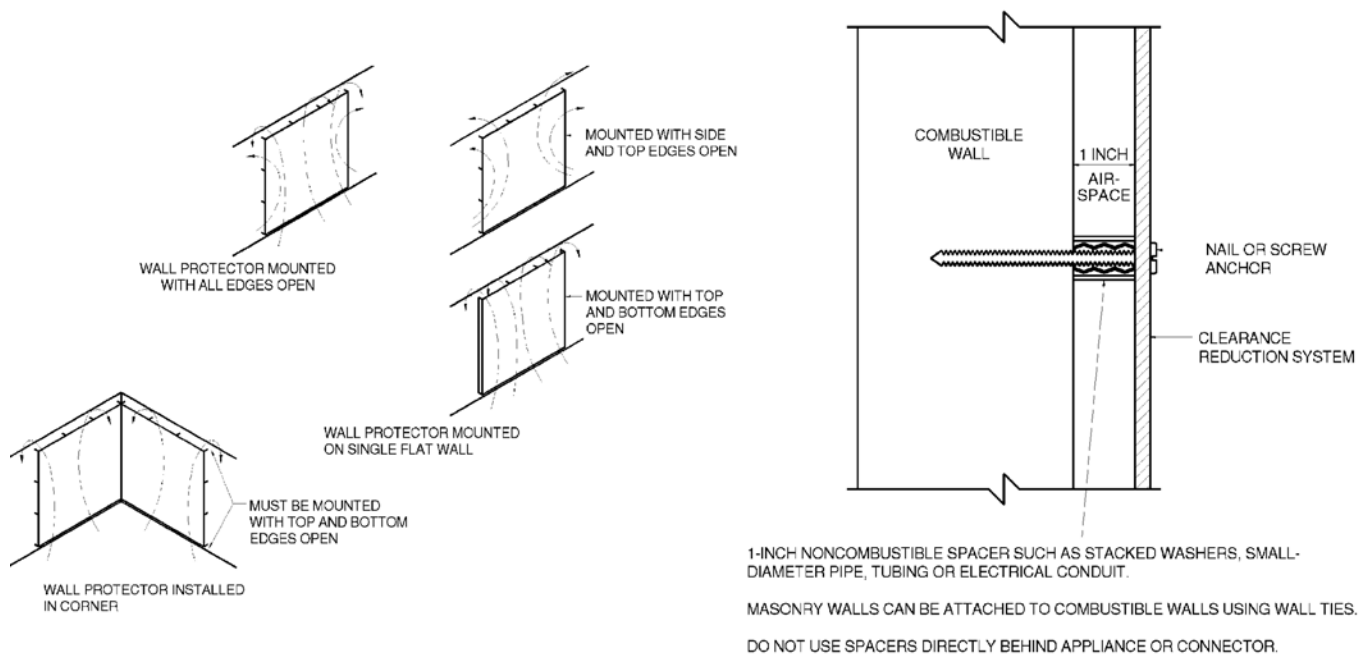 WALL PROTECTOR MOUNTED
WITH ALL EDGES OPEN
MOUNTED WITH SIDE
AND TOP EDGES OPEN
MOUNTED WITH TOP
AND BOTTOM EDGES
OPEN
WALL PROTECTOR MOUNTED
ON SINGLE FLAT WALL
MUST BE MOUNTED
WITH TOP AND BOTTOM
EDGES OPEN
WALL PROTECTOR INSTALLED
IN CORNER
COMBUSTIBLE
WALL
1 INCH
AIR-
SPACE
NAIL OR SCREW
ANCHOR
CLEARANCE
REDUCTION SYSTEM
1-INCH NONCOMBUSTIBLE SPACER SUCH AS STACKED WASHERS, SMALL-
DIAMETER PIPE, TUBING OR ELECTRICAL CONDUIT.
MASONRY WALLS CAN BE ATTACHED TO COMBUSTIBLE WALLS USING WALL TIES.
DO NOT USE SPACERS DIRECTLY BEHIND APPLIANCE OR CONNECTOR.